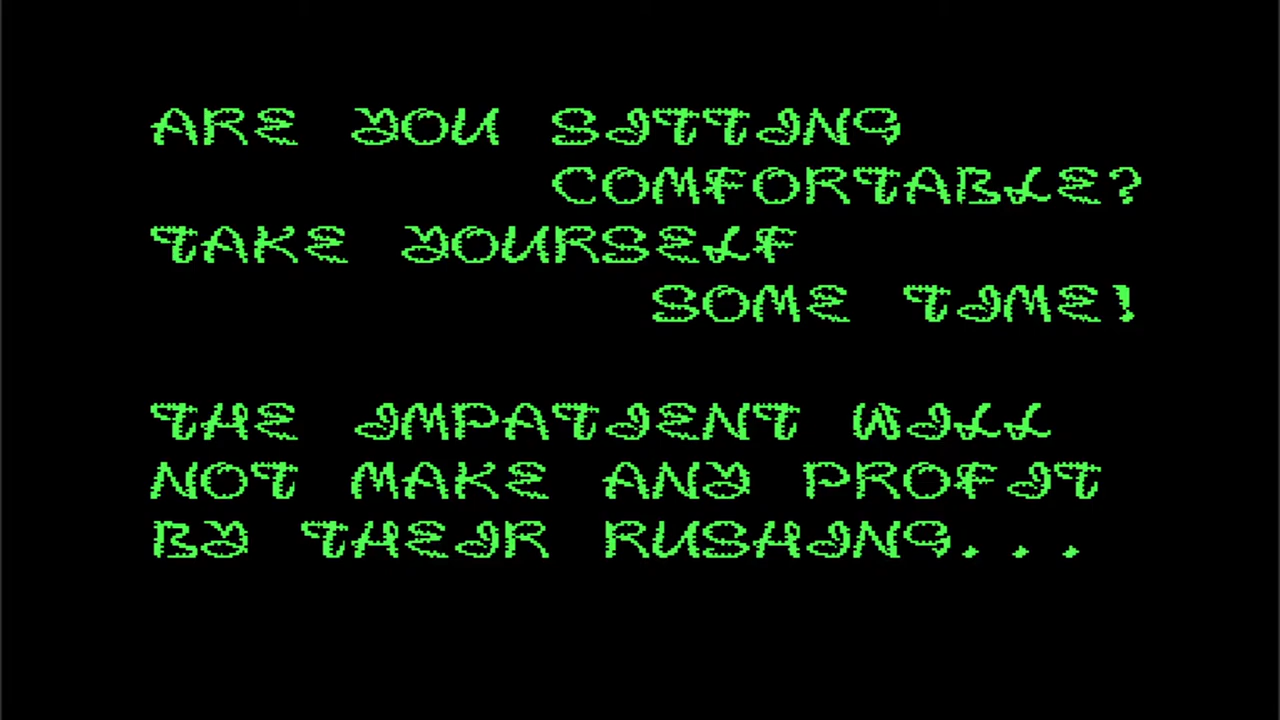 ARE YOU SITTING
COMFORTABLE?
TAKE YOURSELF
SOME TIME!
THE IMPATIENT WILL
NOT MAKE ANY PROFIT
BY THEIR RUSHING...